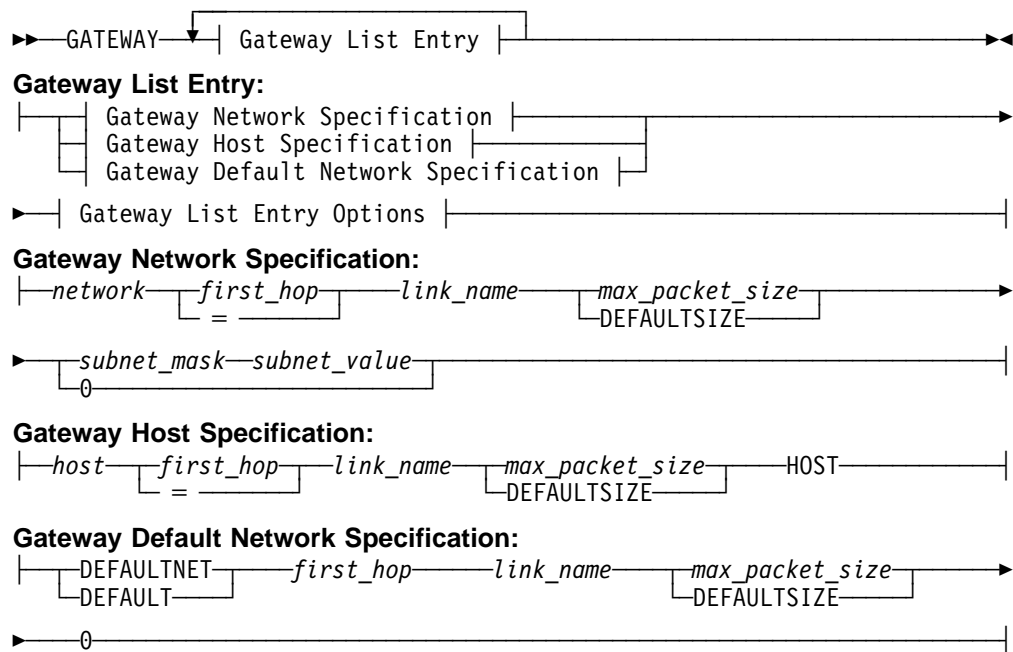 GATEWAY Gateway List Entry
Gateway List Entry:
Gateway Network Specification
Gateway Host Specification
Gateway Default Network Specification
Gateway List Entry Options
Gateway Network Specification:
network first_hop link_name max_packet_size
= DEFAULTSIZE
subnet_mask subnet_value
0
Gateway Host Specification:
host first_hop link_name max_packet_size HOST
= DEFAULTSIZE
Gateway Default Network Specification:
DEFAULTNET first_hop link_name max_packet_size
DEFAULT DEFAULTSIZE
0